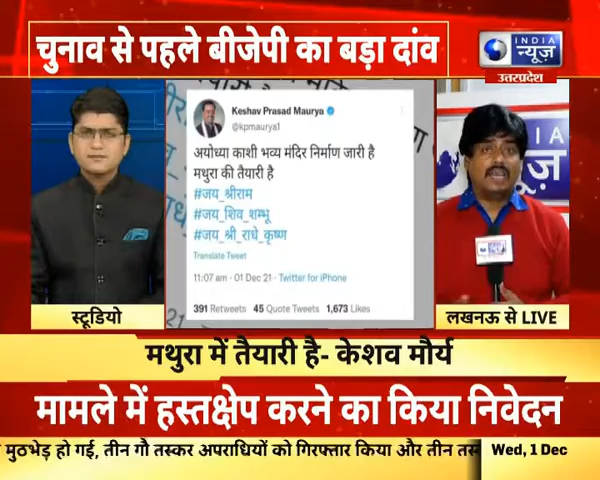 चुनाव से पहले बीजेपी का बड़ा दांव
INDIA
न्यूज़
उत्तरप्रदेश
Keshav Prasad Maurya
@kpmaurya1
अयोध्या काशी भव्य मंदिर निर्माण जारी है
मथुरा की तैयारी है
#जय_श्रीराम
#जय_शिव_शम्भू
#जय_श्री_राधे_कृष्ण
Translate Tweet
11:07 am · 01 Dec 21 · Twitter for iPhone
391 Retweets 45 Quote Tweets 1,673 Likes
स्टूडियो
लखनऊ से LIVE
मथुरा में तैयारी है- केशव मौर्य
मामले में हस्तक्षेप करने का किया निवेदन
मुठभेड़ हो गई, तीन गौ तस्कर अपराधियों को गिरफ्तार किया और तीन
Wed, 1 Dec